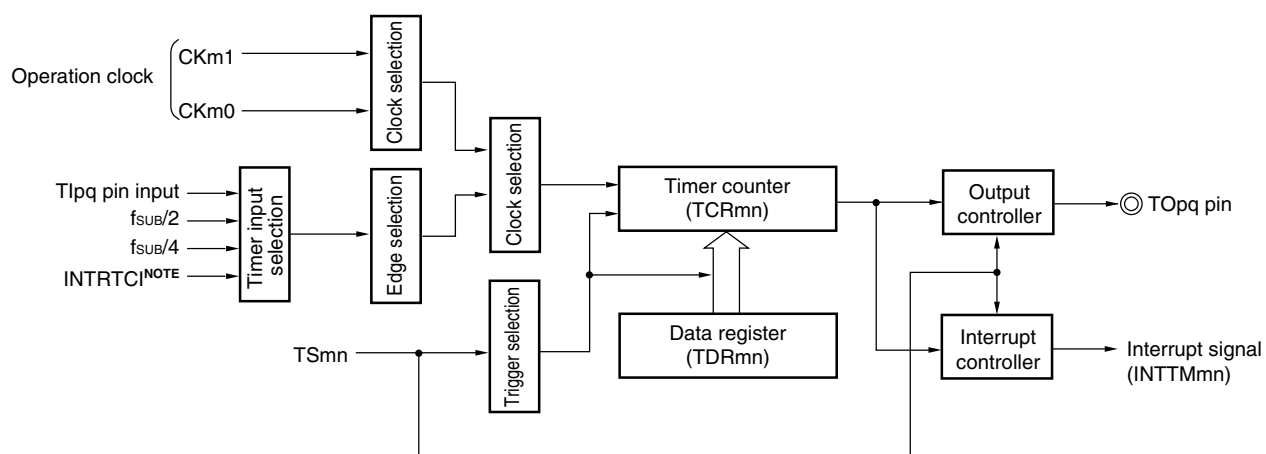 Operation clock
CKm1
CKm0
Clock selection
TIpq pin input
fSUB/2
fSUB/4
INTRTCINOTE
Timer input
selection
Edge selection
Clock selection
TSmn
Trigger selection
Timer counter
(TCRmn)
Data register
(TDRmn)
Output
controller
TOpq pin
Interrupt
controller
Interrupt signal
(INTTMmn)